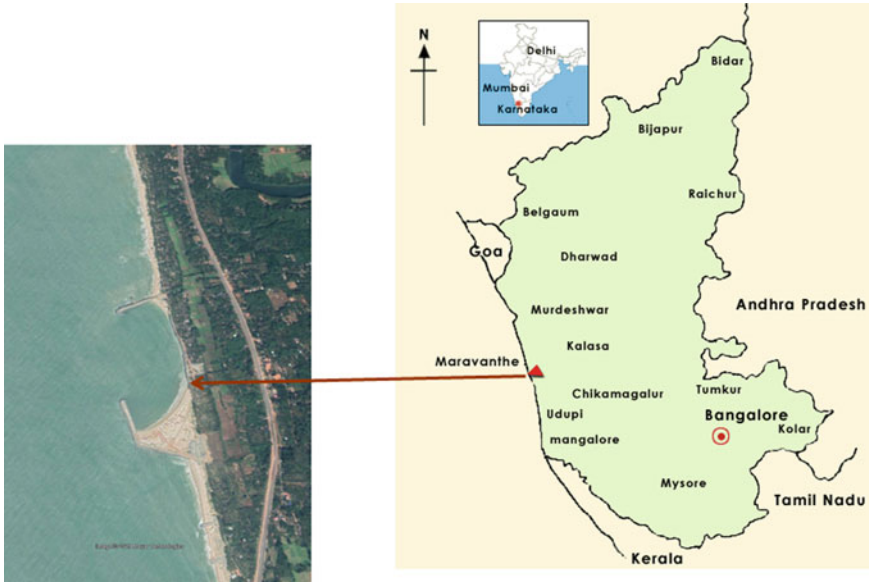 N
Delhi
Mumbai
Karnataka
Bidar
Bijapur
Raichur
Belgaum
Goa
Dharwad
Andhra Pradesh
Murdeshwar
Kalasa
Maravanthe
Chikamagalur
Tumkur
Bangalore
Udupi
Kolar
mangalore
Mysore
Tamil Nadu
Kerala